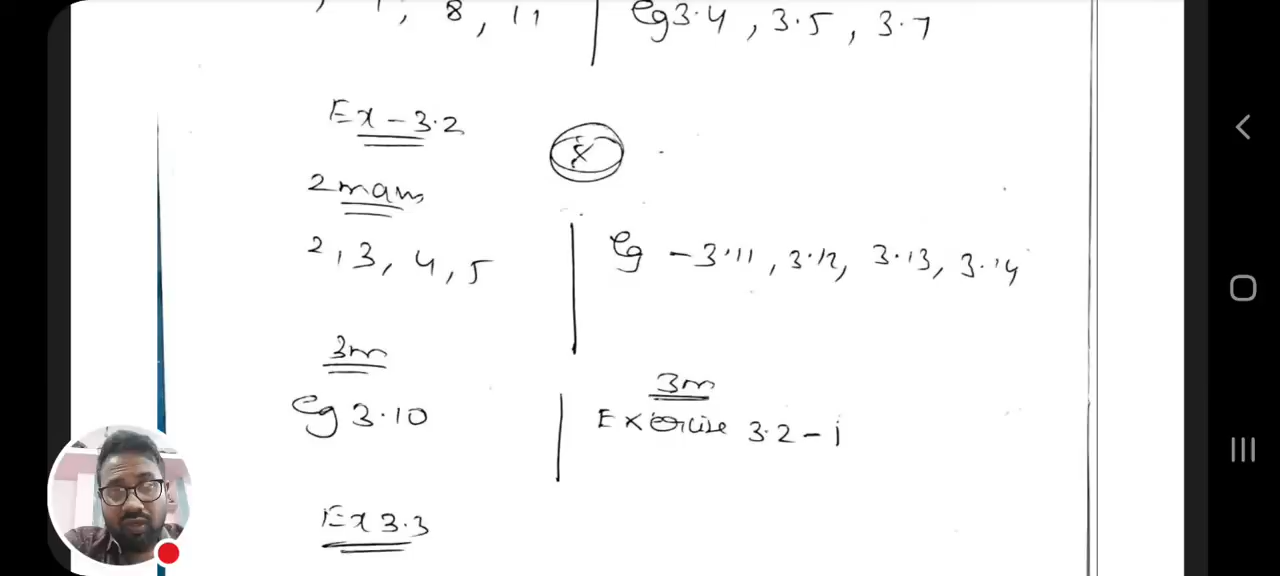 8, 11 eg 3.4, 3.5, 3.7
Ex - 3.2
2 mark
2, 3, 4, 5 eg - 3.11, 3.12, 3.13, 3.14
3m
eg 3.10
3m
Exercise 3.2 - i
Ex 3.3